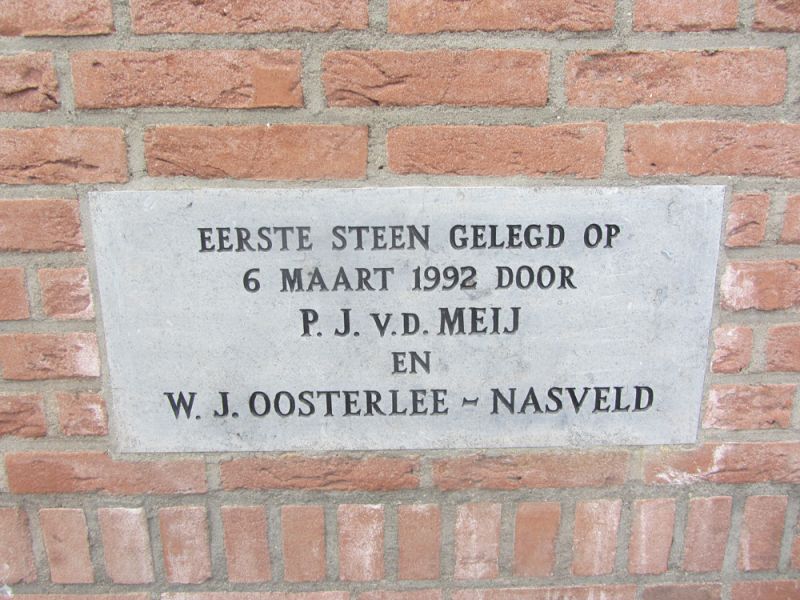 EERSTE STEEN GELEGD OP
6 MAART 1992 DOOR
P. J. V.D. MEIJ
EN
W. J. OOSTERLEE ~ NASVELD